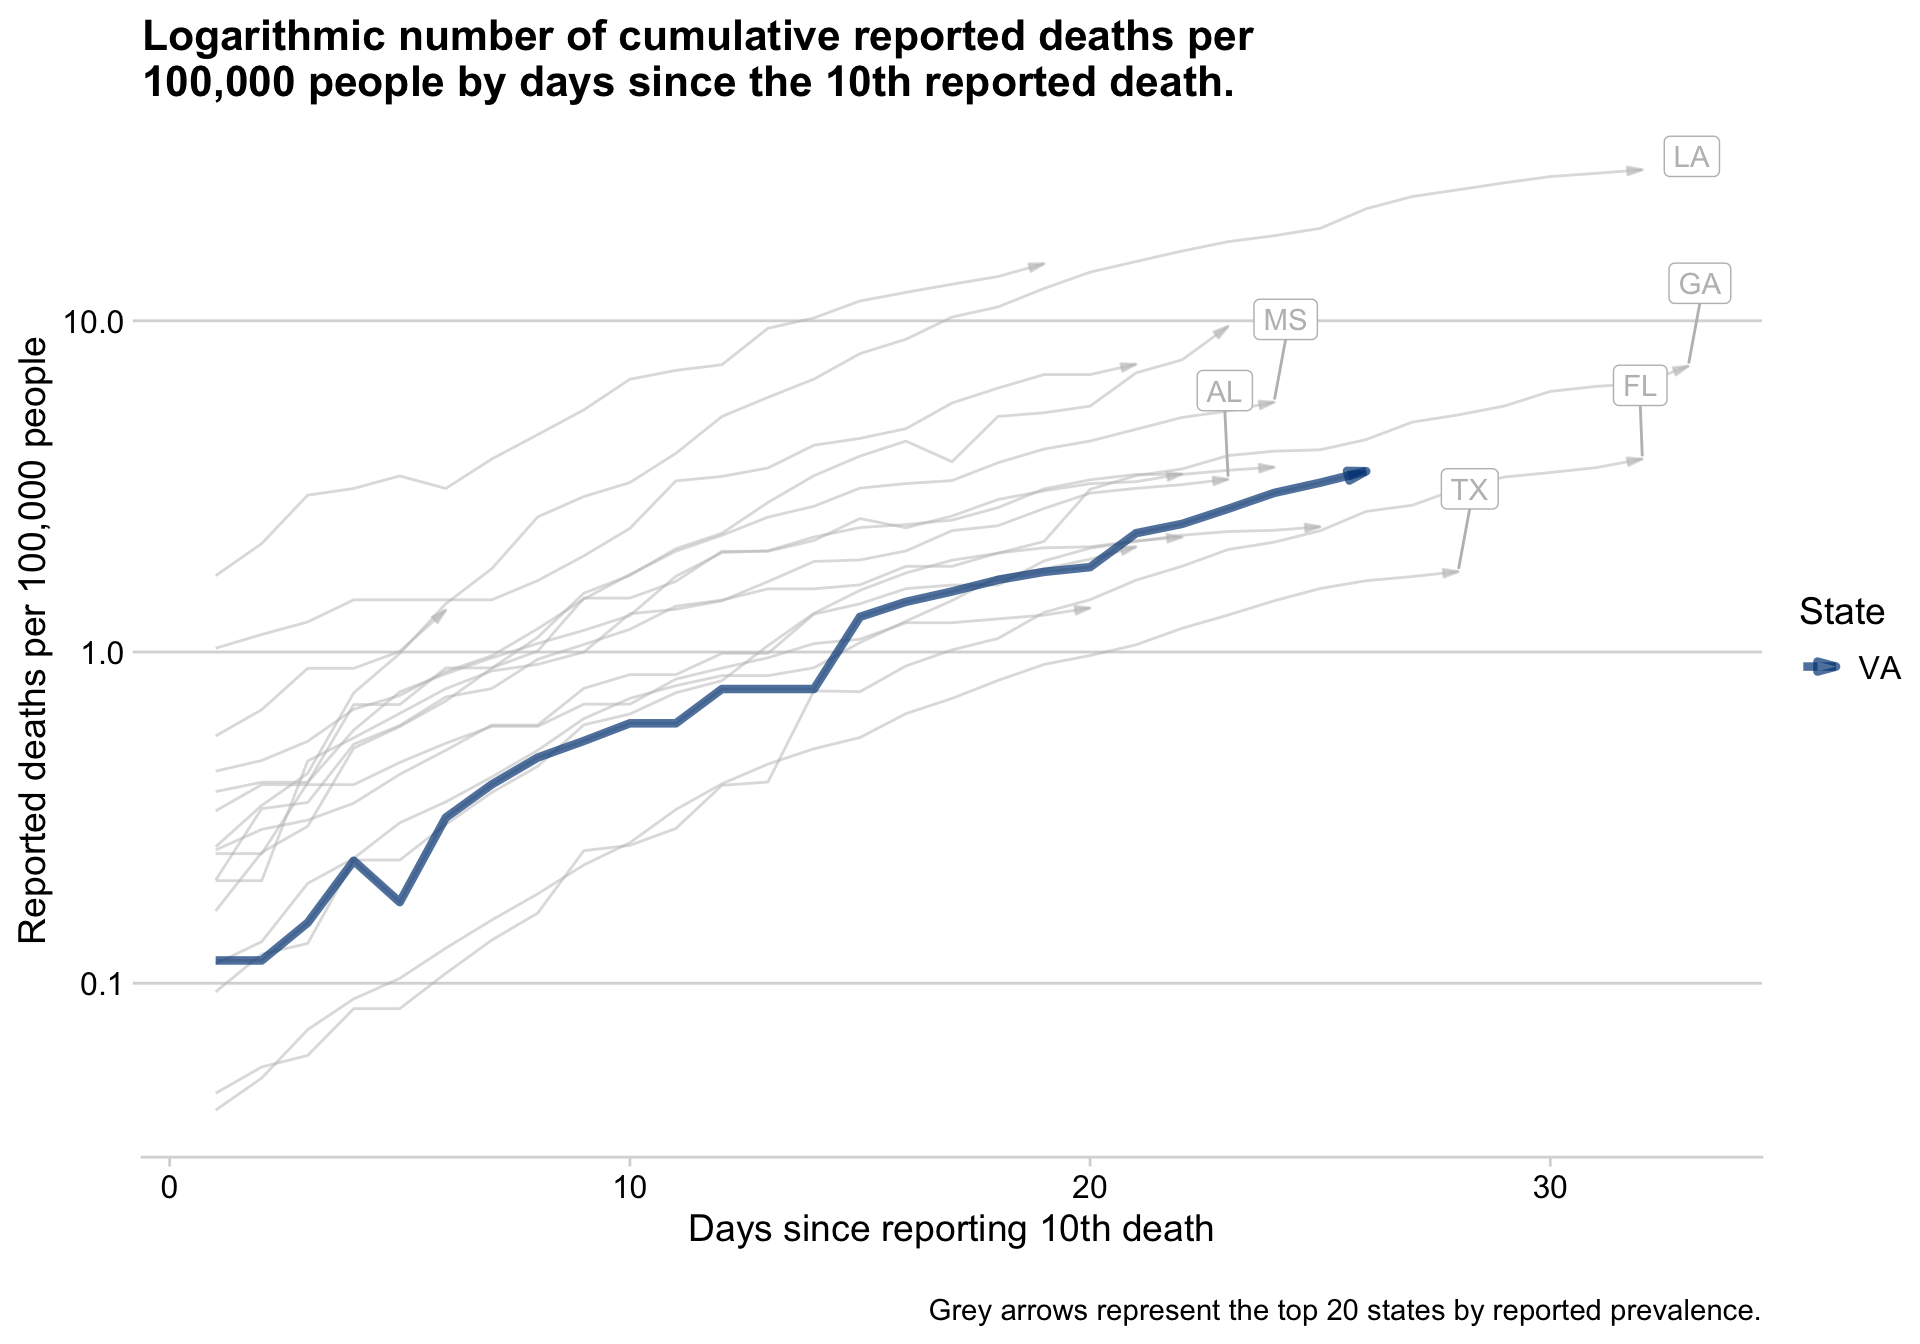 Logarithmic number of cumulative reported deaths per
100,000 people by days since the 10th reported death.
LA
GA
MS
FL
AL
TX
Reported deaths per 100,000 people
10.0
1.0
0.1
0
10
20
30
Days since reporting 10th death
State
VA
Grey arrows represent the top 20 states by reported prevalence.